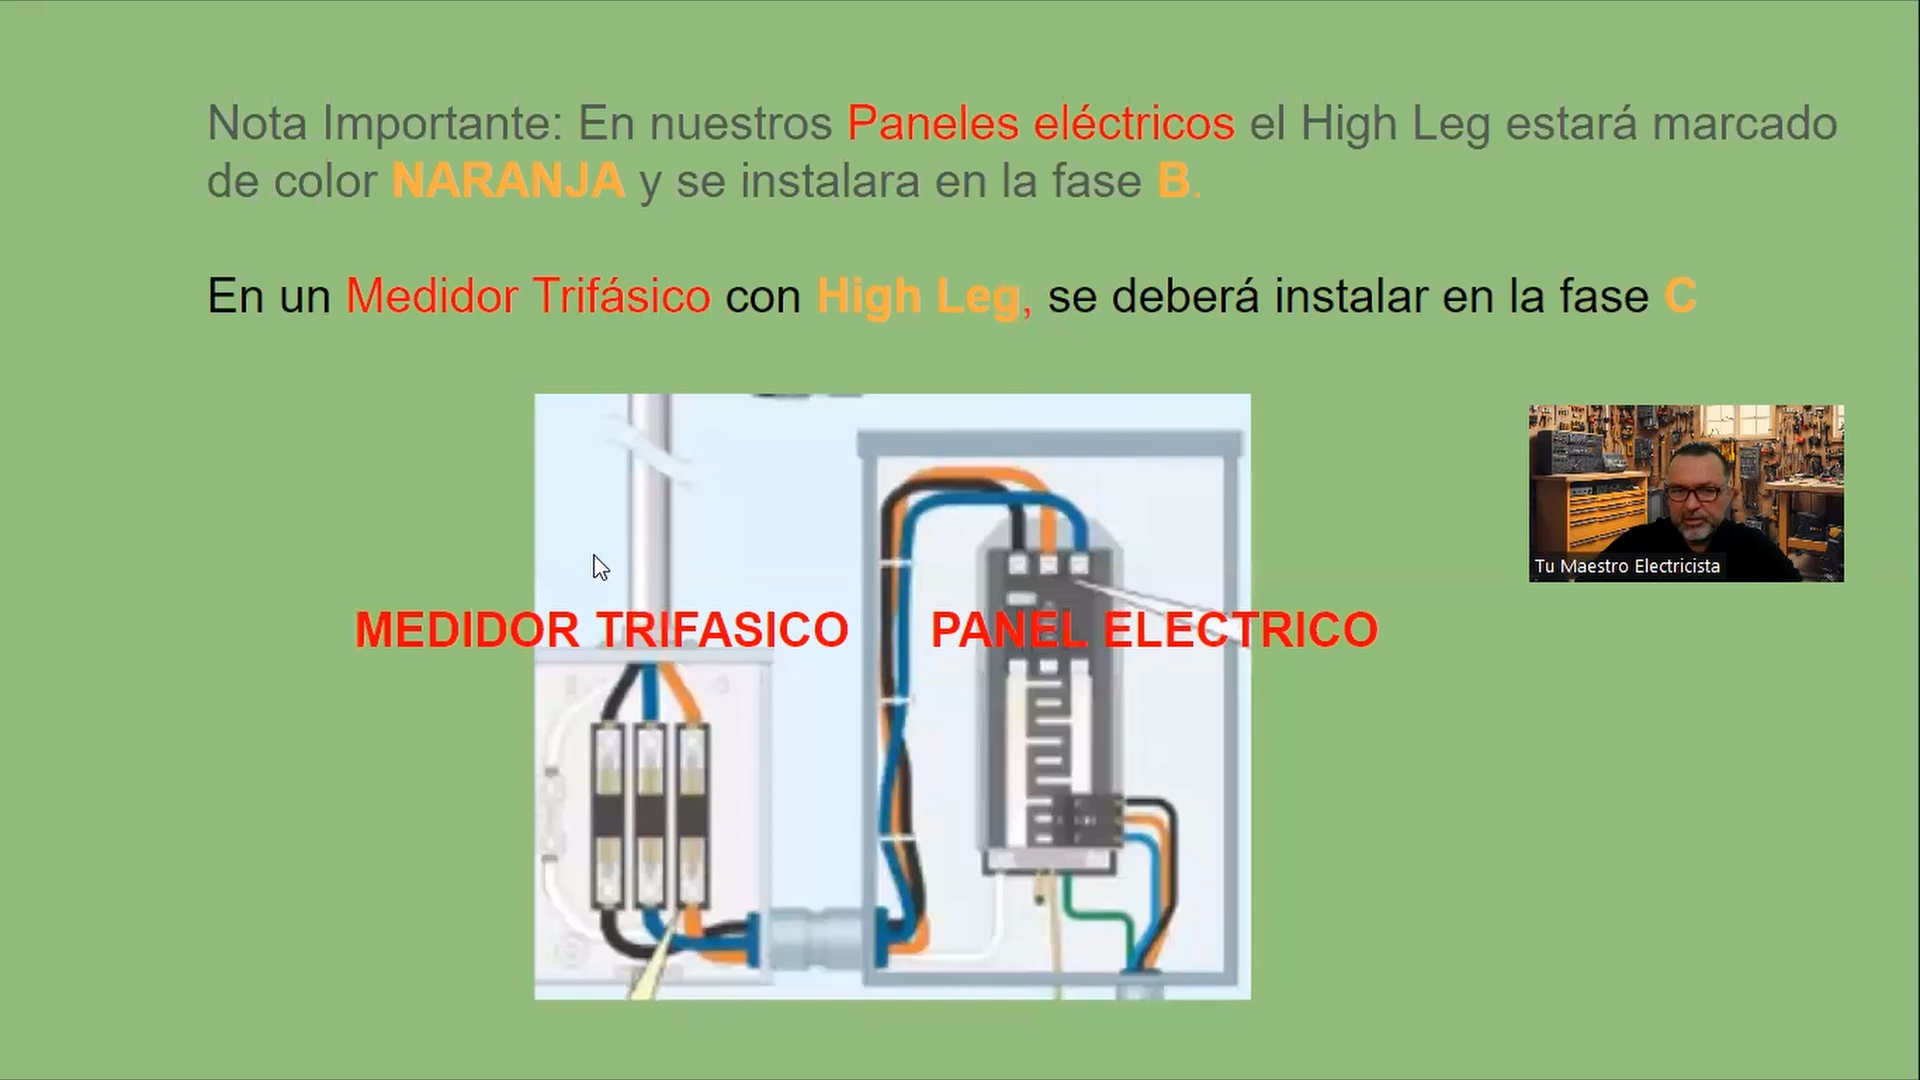 Nota Importante: En nuestros Paneles eléctricos el High Leg estará marcado
de color NARANJA y se instalara en la fase B.
En un Medidor Trifásico con High Leg, se deberá instalar en la fase C
MEDIDOR TRIFASICO
PANEL ELECTRICO
Tu Maestro Electricista